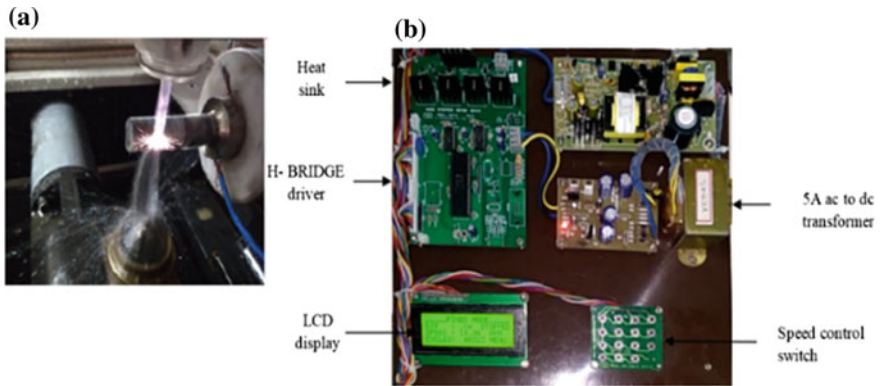 (a)
(b)
Heat
sink
H- BRIDGE
driver
5A ac to dc
transformer
LCD
display
Speed control
switch